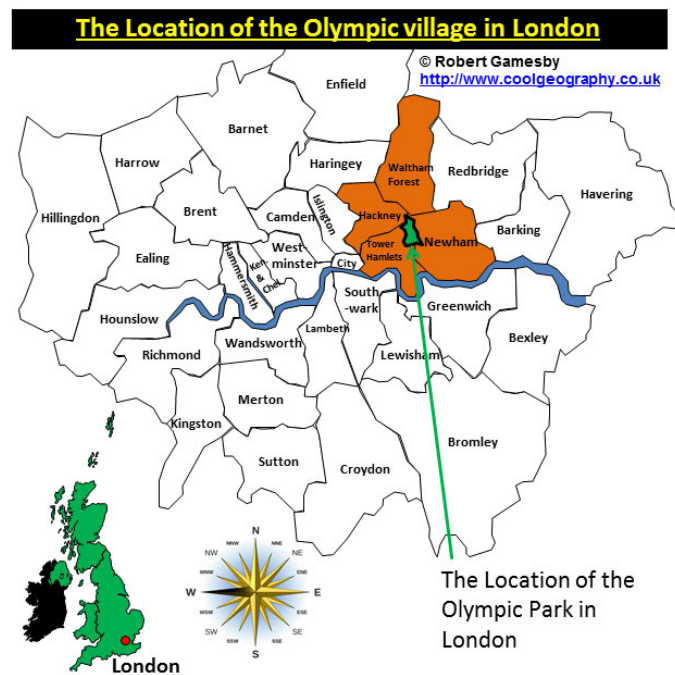 The Location of the Olympic village in London
© Robert Gamesby
http://www.coolgeography.co.uk
Enfield
Barnet
Harrow
Haringey
Waltham
Forest
Redbridge
Havering
Hillingdon
Brent
Camden
Islington
Hackney
Barking
Ealing
Hammersmith
Ken
& Chel
West-
minster
City
Tower
Hamlets
Newham
Hounslow
South
-wark
Greenwich
Bexley
Richmond
Wandsworth
Lambeth
Lewisham
Merton
Kingston
Bromley
Sutton
Croydon
N
NNW
NNE
NW
NE
WNW
ENE
W
E
WSW
ESE
SW
SE
SSW
SSE
S
The Location of the
Olympic Park in
London
London